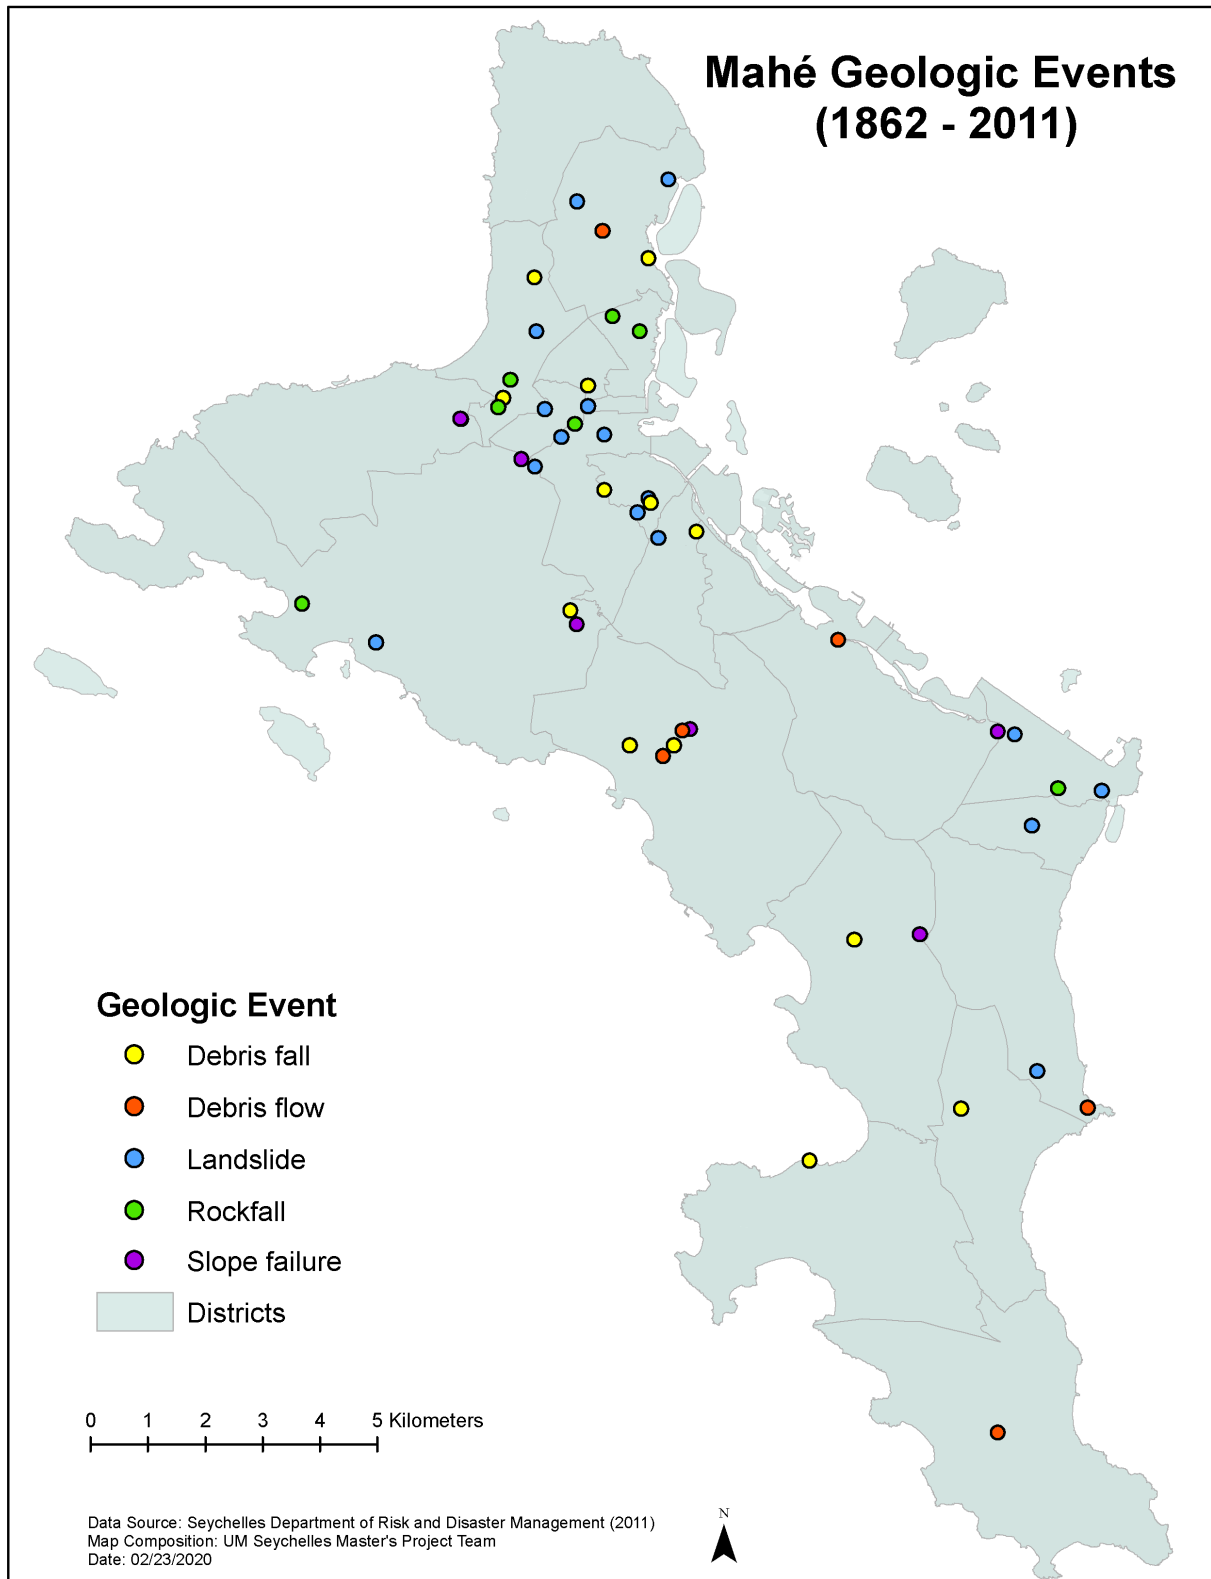 Mahé Geologic Events
(1862 - 2011)
Geologic Event
Debris fall
Debris flow
Landslide
Rockfall
Slope failure
Districts
0 1 2 3 4 5 Kilometers
Data Source: Seychelles Department of Risk and Disaster Management (2011)
Map Composition: UM Seychelles Master's Project Team
Date: 02/23/2020
N